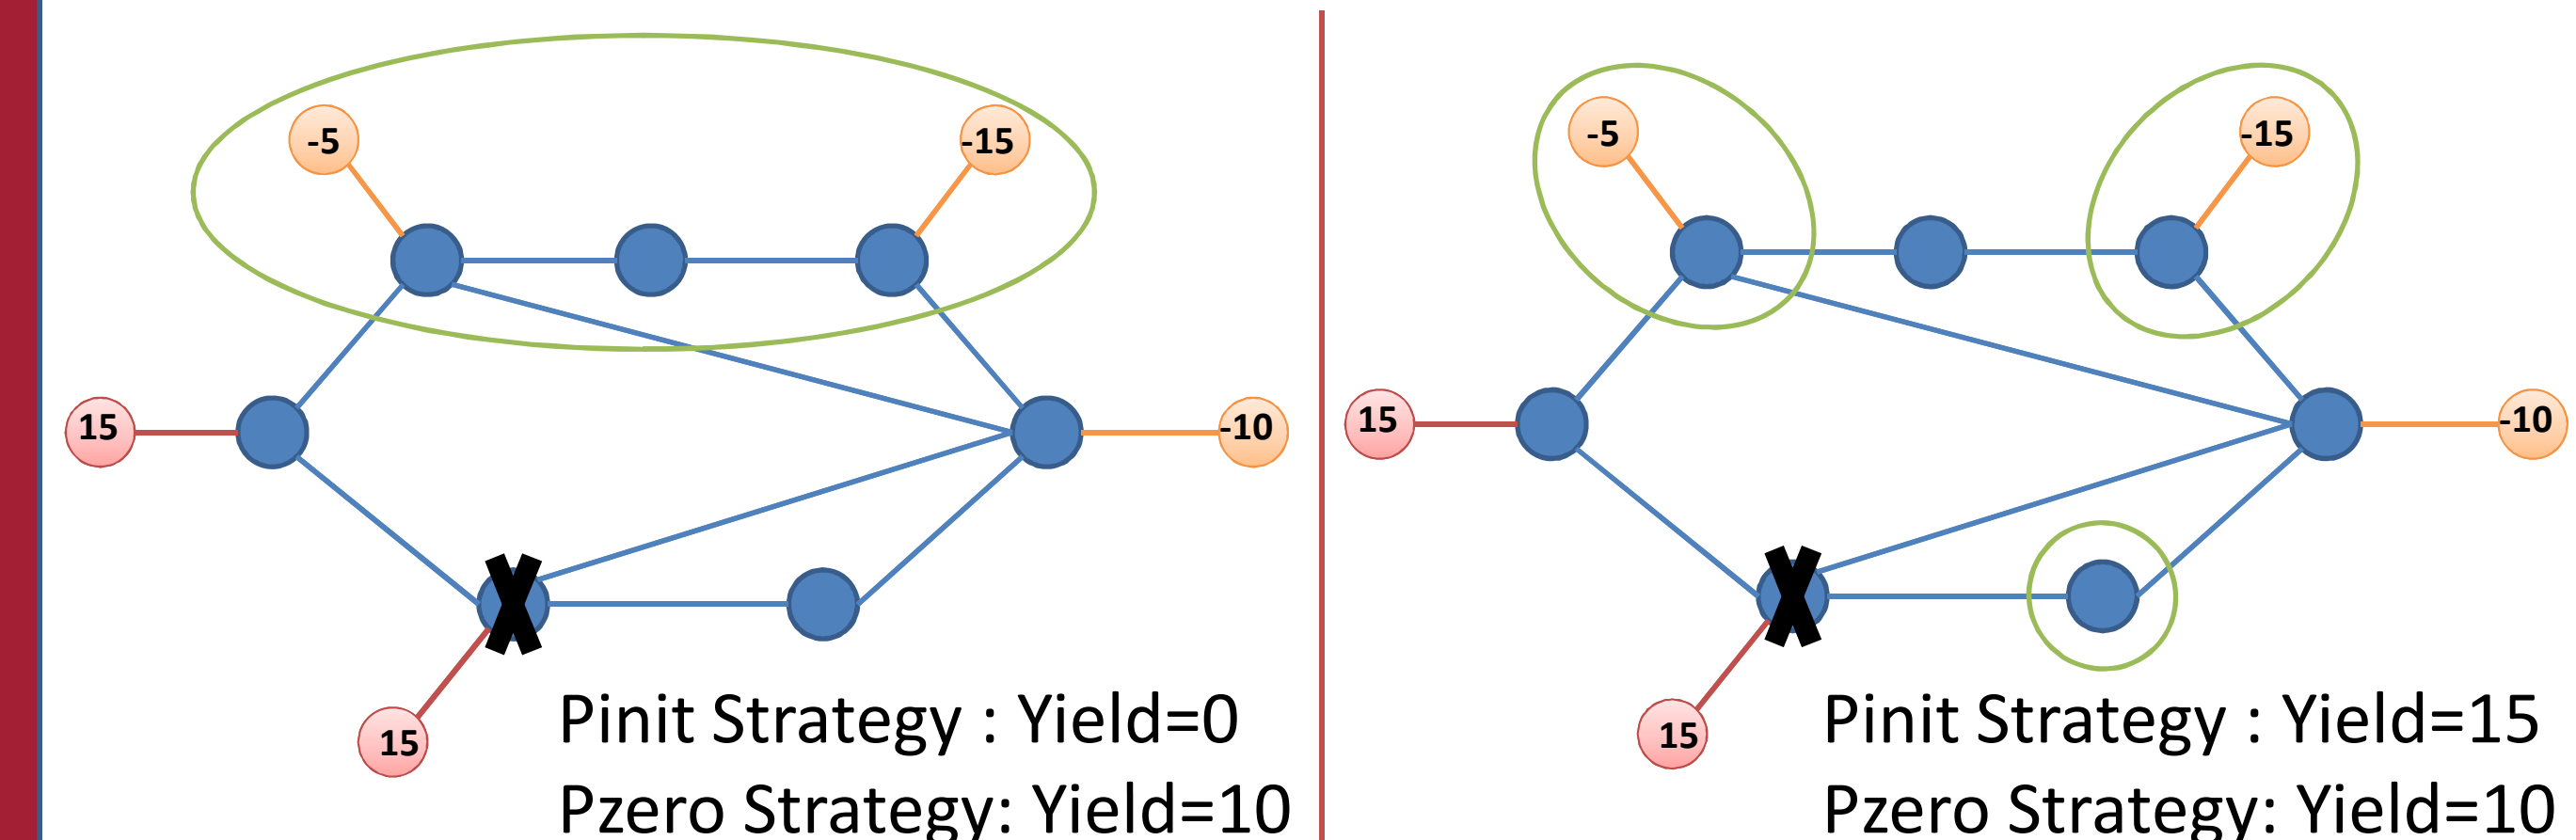 -5
-15
15
-10
15
Pinit Strategy : Yield=0
Pzero Strategy: Yield=10
-5
-15
15
-10
15
Pinit Strategy : Yield=15
Pzero Strategy: Yield=10